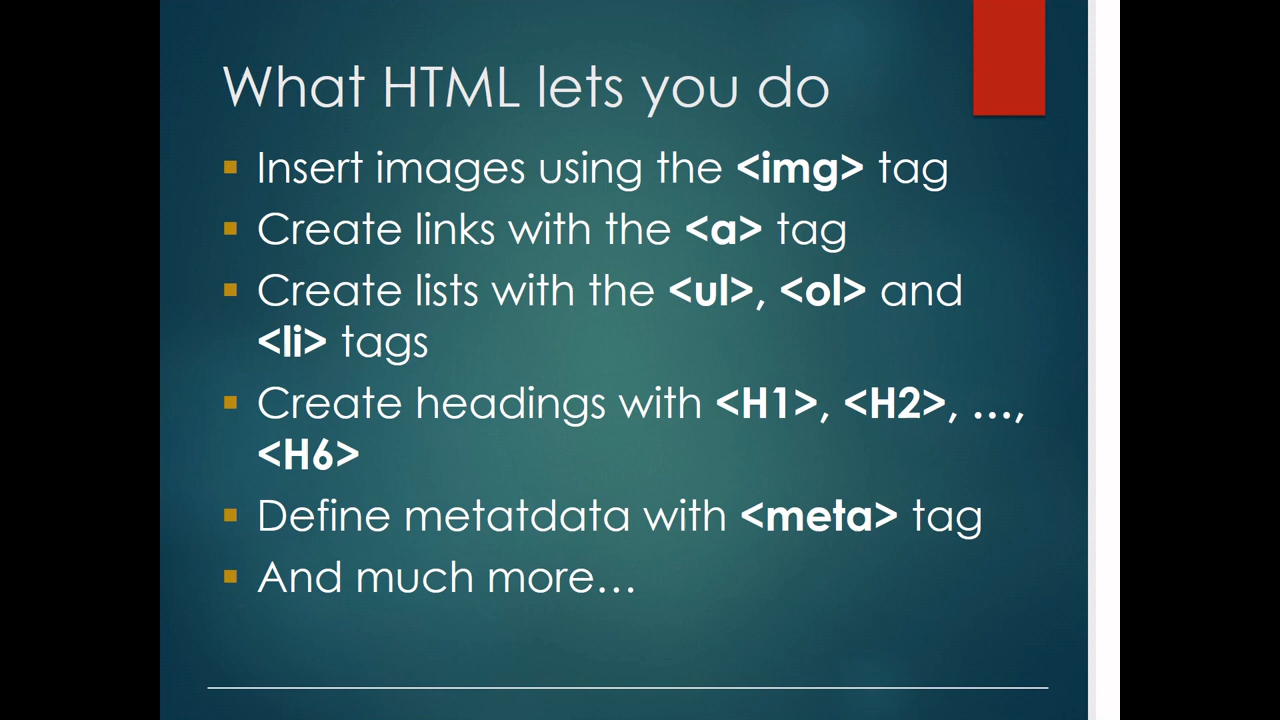 What HTML lets you do
Insert images using the <img> tag
Create links with the <a> tag
Create lists with the <ul>, <ol> and
<li> tags
Create headings with <H1>, <H2>, …,
<H6>
Define metatdata with <meta> tag
And much more…